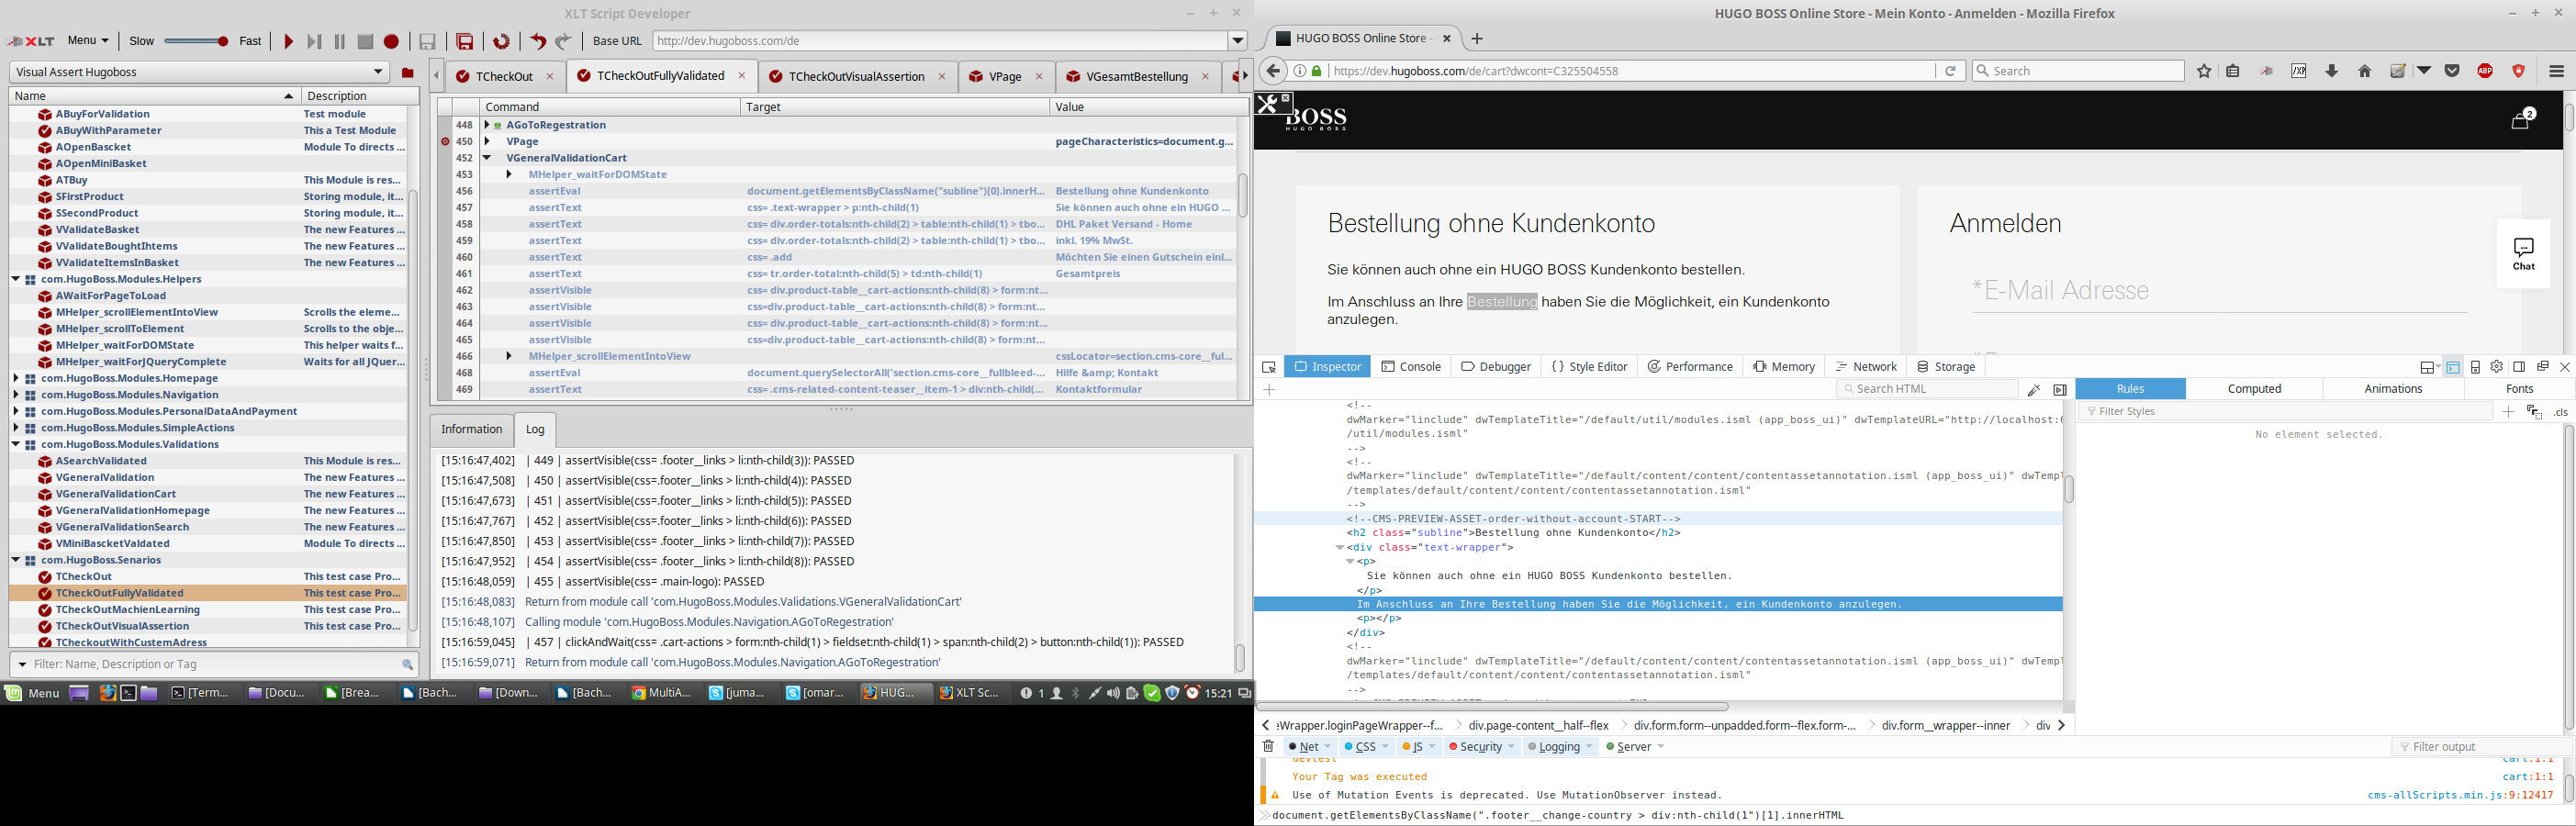 XLT Script Developer
XLT Menu Slow Fast Base URL http://dev.hugoboss.com/de
Visual Assert Hugoboss
Name Description
ABuyForValidation Test module
ABuyWithParameter This a Test Module
AOpenBascket Module To directs ...
AOpenMiniBasket
ATBuy This Module is res...
SFirstProduct Storing module, it...
SSecondProduct Storing module, it...
VValidateBasket The new Features ...
VValidateBoughtIhtems The new Features ...
VValidateItemsInBasket The new Features ...
com.HugoBoss.Modules.Helpers
AWaitForPageToLoad
MHelper_scrollElementIntoView Scrolls the eleme...
MHelper_scrollToElement Scrolls to the obje...
MHelper_waitForDOMState This helper waits f...
MHelper_waitForJQueryComplete Waits for all JQuer...
com.HugoBoss.Modules.Homepage
com.HugoBoss.Modules.Navigation
com.HugoBoss.Modules.PersonalDataAndPayment
com.HugoBoss.Modules.SimpleActions
com.HugoBoss.Modules.Validations
ASearchValidated This Module is res...
VGeneralValidation The new Features ...
VGeneralValidationCart The new Features ...
VGeneralValidationHomepage The new Features ...
VGeneralValidationSearch The new Features ...
VMiniBascketValdated Module To directs ...
com.HugoBoss.Senarios
TCheckOut This test case Pro...
TCheckOutFullyValidated This test case Pro...
TCheckOutMachienLearning This test case Pro...
TCheckOutVisualAssertion This test case Pro...
TCheckoutWithCustemAdress
Filter: Name, Description or Tag
TCheckOut TCheckOutFullyValidated TCheckOutVisualAssertion VPage VGesamtBestellung
Command Target Value
448 AGoToRegestration
450 VPage pageCharacteristics=document.g...
452 VGeneralValidationCart
453 MHelper_waitForDOMState
456 assertEval document.getElementsByClassName("subline")[0].innerH... Bestellung ohne Kundenkonto
457 assertText css= .text-wrapper > p:nth-child(1) Sie können auch ohne ein HUGO ...
458 assertText css= div.order-totals:nth-child(2) > table:nth-child(1) > tbo... DHL Paket Versand - Home
459 assertText css= div.order-totals:nth-child(2) > table:nth-child(1) > tbo... inkl. 19% MwSt.
460 assertText css= .add Möchten Sie einen Gutschein einl...
461 assertText css= tr.order-total:nth-child(5) > td:nth-child(1) Gesamtpreis
462 assertVisible css= div.product-table__cart-actions:nth-child(8) > form:nt...
463 assertVisible css=div.product-table__cart-actions:nth-child(8) > form:nt...
464 assertVisible css= div.product-table__cart-actions:nth-child(8) > form:nt...
465 assertVisible css=div.product-table__cart-actions:nth-child(8) > form:nt...
466 MHelper_scrollElementIntoView cssLocator=section.cms-core__ful...
468 assertEval document.querySelectorAll('section.cms-core__fullbleed-... Hilfe &amp; Kontakt
469 assertText css= .cms-related-content-teaser__item-1 > div:nth-child(... Kontaktformular
Information Log
[15:16:47,402] | 449 | assertVisible(css= .footer__links > li:nth-child(3)): PASSED
[15:16:47,508] | 450 | assertVisible(css=.footer__links > li:nth-child(4)): PASSED
[15:16:47,673] | 451 | assertVisible(css=.footer__links > li:nth-child(5)): PASSED
[15:16:47,767] | 452 | assertVisible(css=.footer__links > li:nth-child(6)): PASSED
[15:16:47,850] | 453 | assertVisible(css=.footer__links > li:nth-child(7)): PASSED
[15:16:47,952] | 454 | assertVisible(css=.footer__links > li:nth-child(8)): PASSED
[15:16:48,059] | 455 | assertVisible(css= .main-logo): PASSED
[15:16:48,083] Return from module call 'com.HugoBoss.Modules.Validations.VGeneralValidationCart'
[15:16:48,107] Calling module 'com.HugoBoss.Modules.Navigation.AGoToRegestration'
[15:16:59,045] | 457 | clickAndWait(css= .cart-actions > form:nth-child(1) > fieldset:nth-child(1) > span:nth-child(2) > button:nth-child(1)): PASSED
[15:16:59,071] Return from module call 'com.HugoBoss.Modules.Navigation.AGoToRegestration'
Menu [Term... [Docu... [Brea... [Bach... [Down... [Bach... MultiA... [juma... [omar... HUG... XLT Sc... 1 15:21
HUGO BOSS Online Store - Mein Konto - Anmelden - Mozilla Firefox
HUGO BOSS Online Store -
https://dev.hugoboss.com/de/cart?dwcont=C325504558 Search ABP
BOSS
HUGO BOSS
2
Bestellung ohne Kundenkonto
Sie können auch ohne ein HUGO BOSS Kundenkonto bestellen.
Im Anschluss an Ihre Bestellung haben Sie die Möglichkeit, ein Kundenkonto
anzulegen.
Anmelden
*E-Mail Adresse
Chat
Inspector Console Debugger Style Editor Performance Memory Network Storage
Search HTML
<!--
dwMarker="linclude" dwTemplateTitle="/default/util/modules.isml (app_boss_ui)" dwTemplateURL="http://localhost:
/util/modules.isml"
-->
<!--
dwMarker="linclude" dwTemplateTitle="/default/content/content/contentassetannotation.isml (app_boss_ui)" dwTempl
/templates/default/content/content/contentassetannotation.isml"
-->
<!--CMS-PREVIEW-ASSET-order-without-account-START-->
<h2 class="subline">Bestellung ohne Kundenkonto</h2>
<div class="text-wrapper">
<p>
Sie können auch ohne ein HUGO BOSS Kundenkonto bestellen.
</p>
Im Anschluss an Ihre Bestellung haben Sie die Möglichkeit, ein Kundenkonto anzulegen.
<p></p>
</div>
<!--
dwMarker="linclude" dwTemplateTitle="/default/content/content/contentassetannotation.isml (app_boss_ui)" dwTempl
/templates/default/content/content/contentassetannotation.isml"
-->
Rules Computed Animations Fonts
Filter Styles .cls
No element selected.
eWrapper.loginPageWrapper--f... div.page-content__half--flex div.form.form--unpadded.form--flex.form-... div.form__wrapper--inner div
Net CSS JS Security Logging Server Filter output
devtest cart:1:1
Your Tag was executed cart:1:1
Use of Mutation Events is deprecated. Use MutationObserver instead. cms-allScripts.min.js:9:12417
document.getElementsByClassName(".footer__change-country > div:nth-child(1")[1].innerHTML